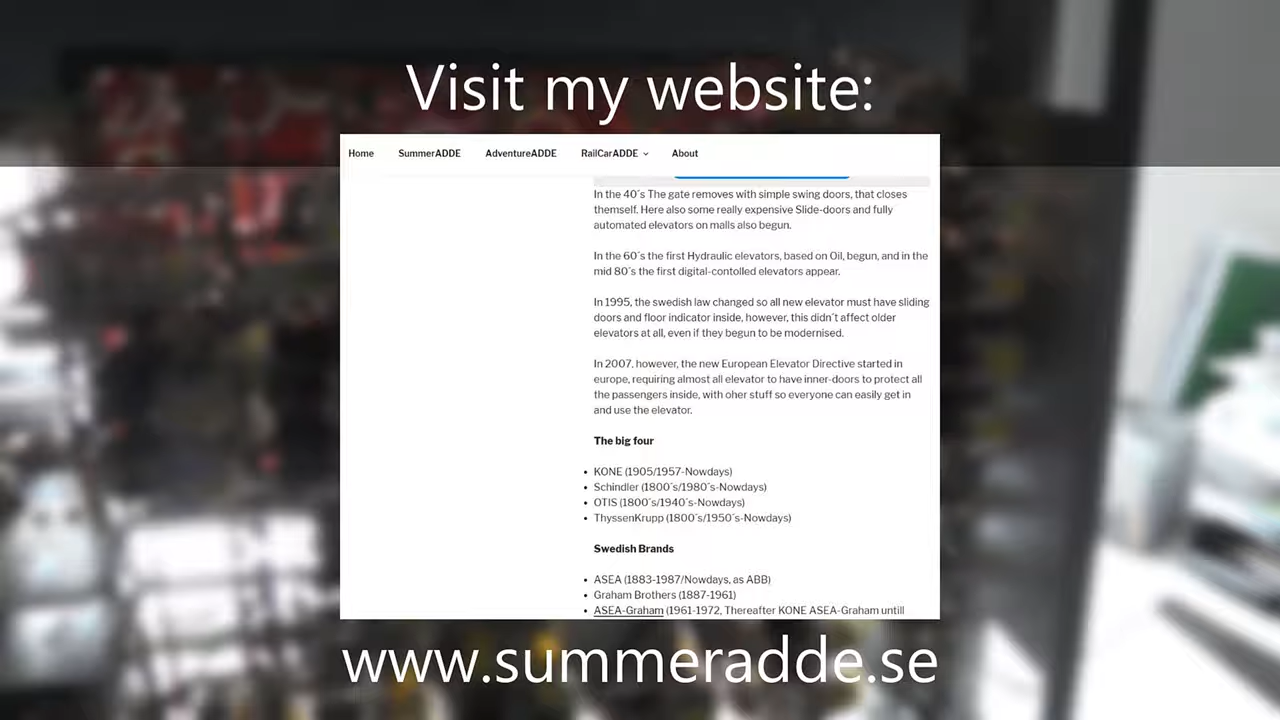 Visit my website:
Home SummerADDE AdventureADDE RailCarADDE About
In the 40´s The gate removes with simple swing doors, that closes
themself. Here also some really expensive Slide-doors and fully
automated elevators on malls also begun.
In the 60´s the first Hydraulic elevators, based on Oil, begun, and in the
mid 80´s the first digital-contolled elevators appear.
In 1995, the swedish law changed so all new elevator must have sliding
doors and floor indicator inside, however, this didn´t affect older
elevators at all, even if they begun to be modernised.
In 2007, however, the new European Elevator Directive started in
europe, requiring almost all elevator to have inner-doors to protect all
the passengers inside, with oher stuff so everyone can easily get in
and use the elevator.
The big four
• KONE (1905/1957-Nowdays)
• Schindler (1800´s/1980´s-Nowdays)
• OTIS (1800´s/1940´s-Nowdays)
• ThyssenKrupp (1800´s/1950´s-Nowdays)
Swedish Brands
• ASEA (1883-1987/Nowdays, as ABB)
• Graham Brothers (1887-1961)
• ASEA-Graham (1961-1972, Thereafter KONE ASEA-Graham untill
www.summeradde.se